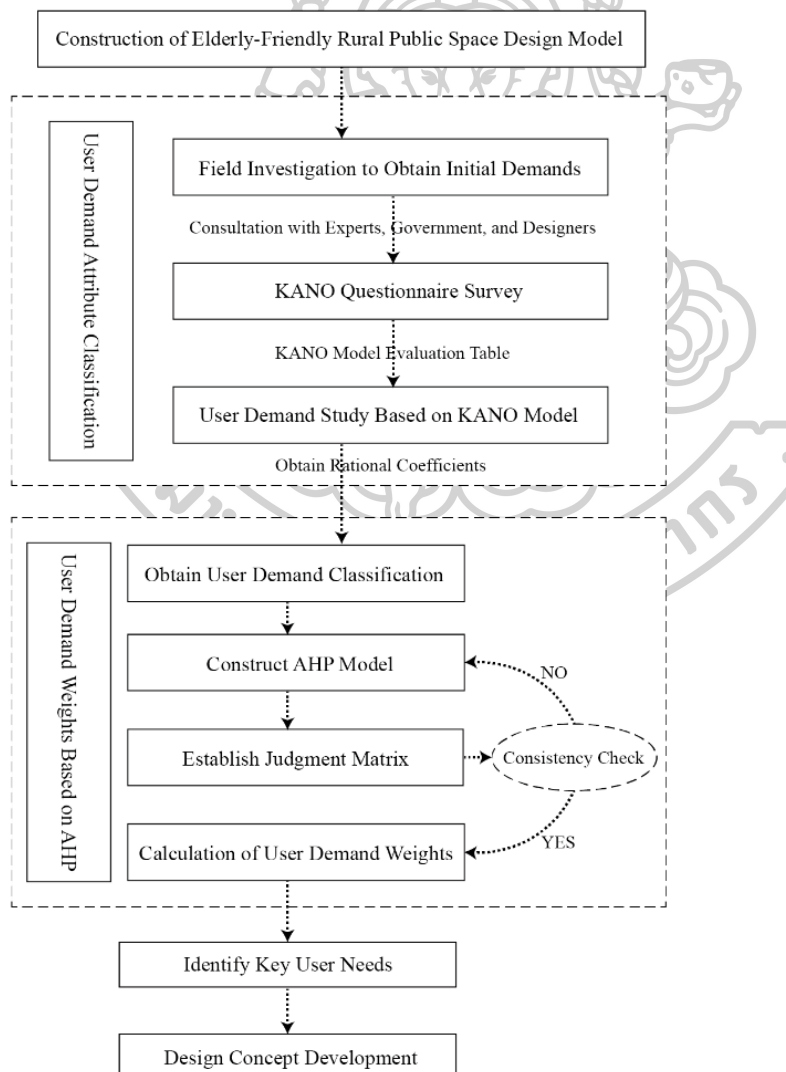 Construction of Elderly-Friendly Rural Public Space Design Model
User Demand Attribute Classification
Field Investigation to Obtain Initial Demands
Consultation with Experts, Government, and Designers
KANO Questionnaire Survey
KANO Model Evaluation Table
User Demand Study Based on KANO Model
Obtain Rational Coefficients
User Demand Weights Based on AHP
Obtain User Demand Classification
Construct AHP Model
NO
Establish Judgment Matrix
Consistency Check
YES
Calculation of User Demand Weights
Identify Key User Needs
Design Concept Development